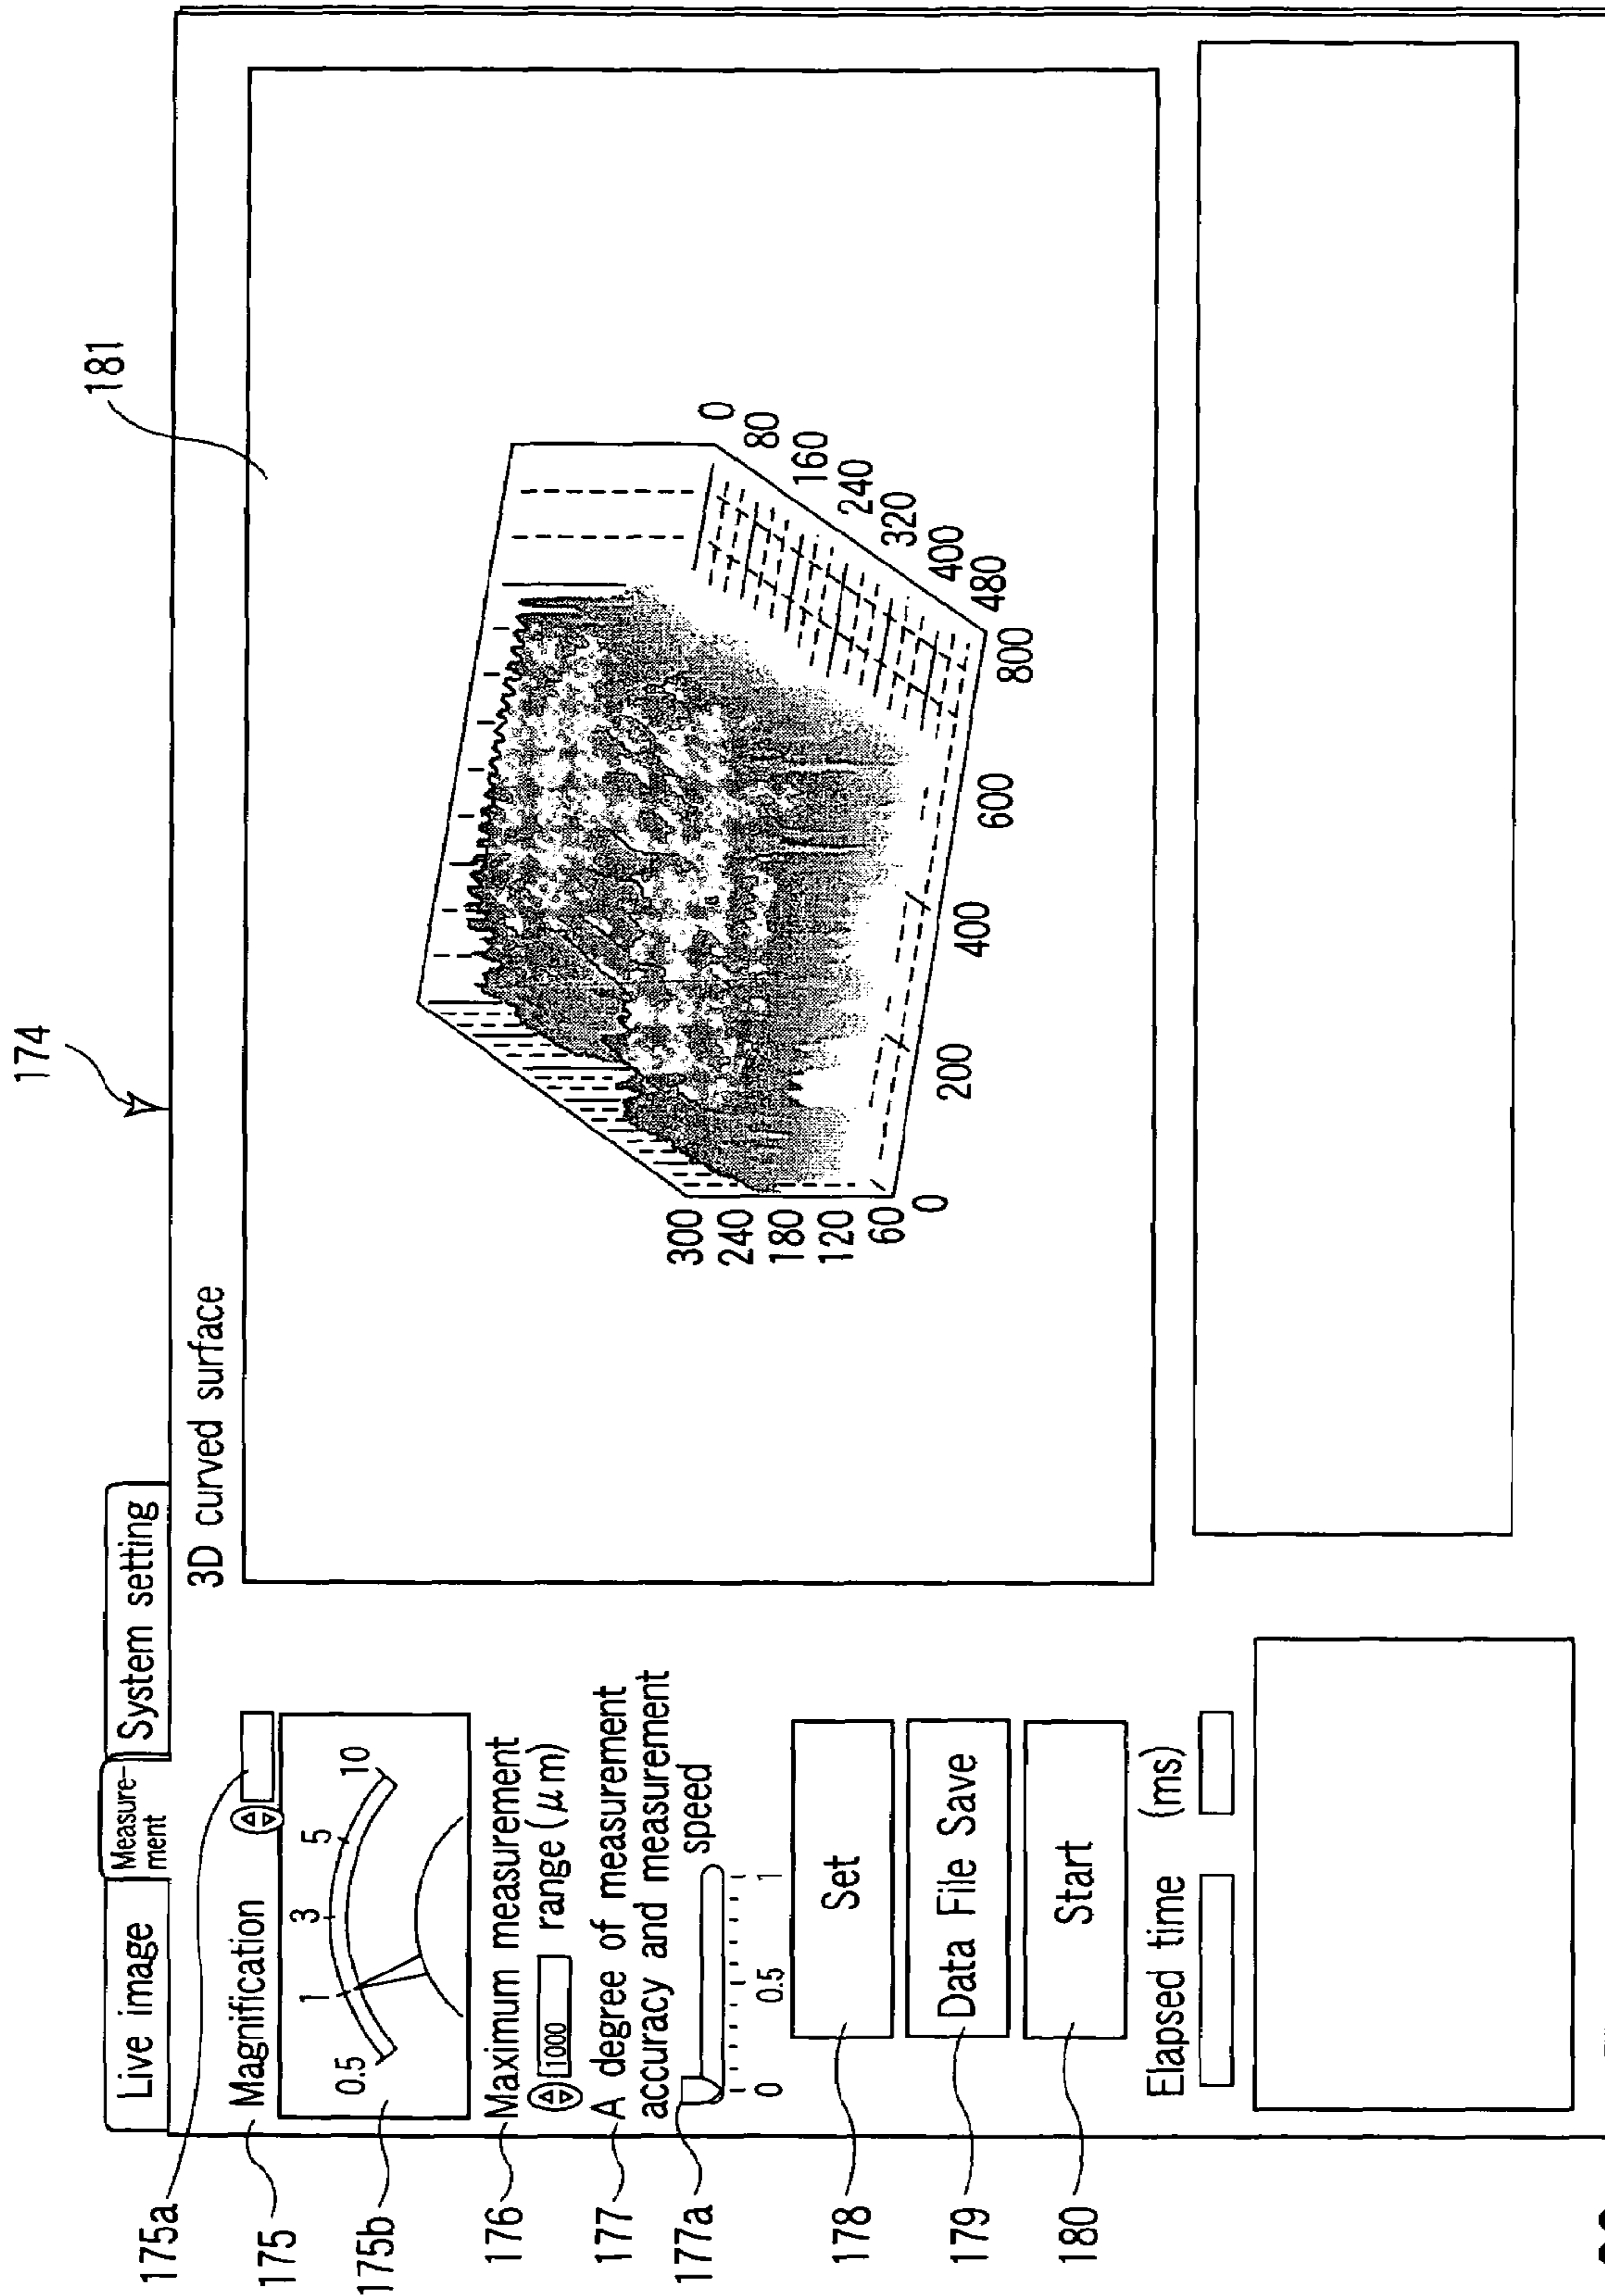 174
181
Live image
Measure-
ment
System setting
175a
175
Magnification
3D curved surface
175b
0.5
1
3
5
10
176
Maximum measurement
1000
range (μm)
177
A degree of measurement
accuracy and measurement
speed
177a
0
0.5
1
178
Set
179
Data File Save
180
Start
Elapsed time
(ms)
300
240
180
120
60
0
200
400
600
800
480
400
320
240
160
80
0